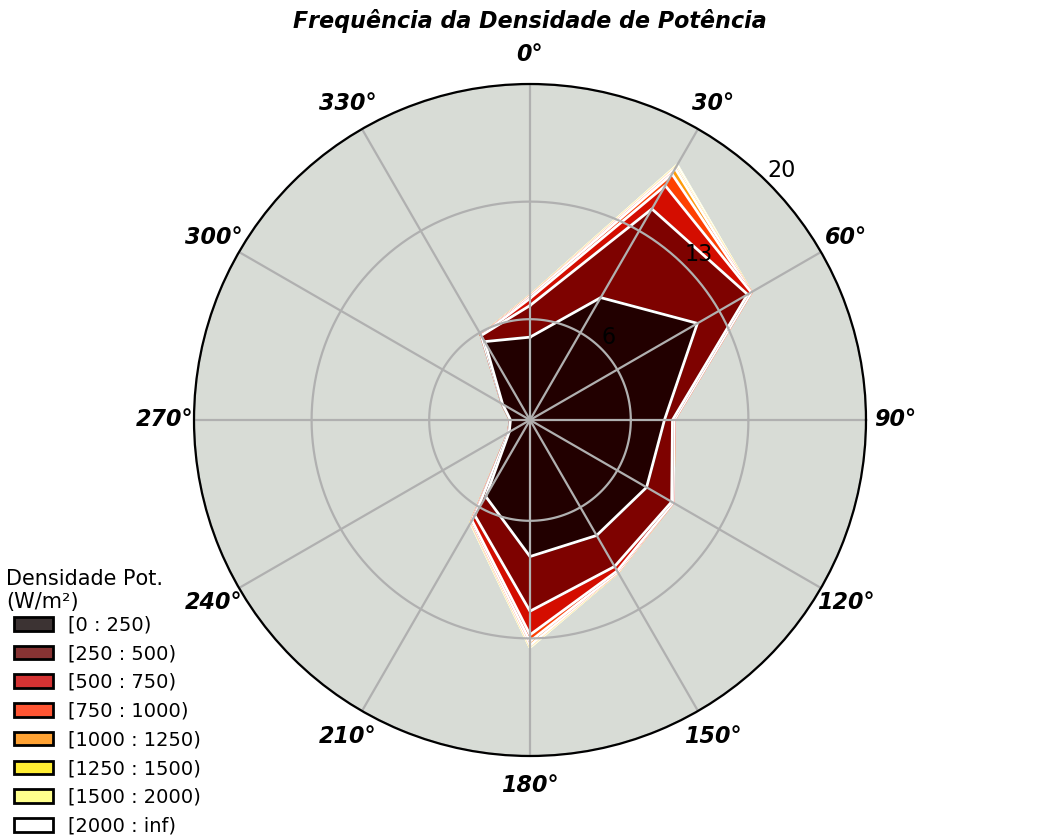 Frequência da Densidade de Potência
0°
330°
30°
20
300°
60°
13
6
270°
90°
240°
120°
210°
150°
180°
Densidade Pot.
(W/m²)
[0 : 250)
[250 : 500)
[500 : 750)
[750 : 1000)
[1000 : 1250)
[1250 : 1500)
[1500 : 2000)
[2000 : inf)